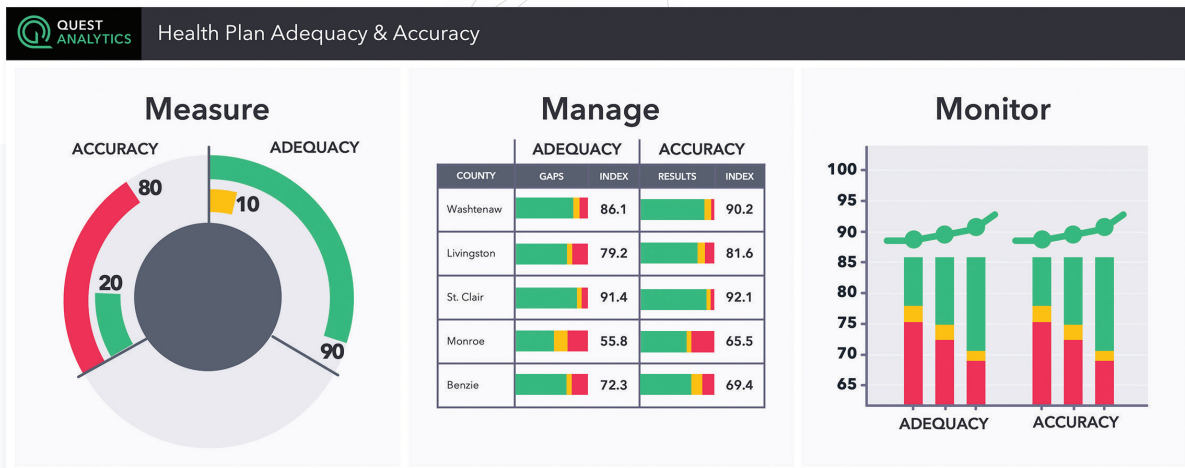 QUEST
ANALYTICS
Health Plan Adequacy & Accuracy
Measure
ACCURACY
ADEQUACY
80
10
20
90
Manage
ADEQUACY ACCURACY
COUNTY GAPS INDEX RESULTS INDEX
Washtenaw 86.1 90.2
Livingston 79.2 81.6
St. Clair 91.4 92.1
Monroe 55.8 65.5
Benzie 72.3 69.4
Monitor
100
95
90
85
80
75
70
65
ADEQUACY ACCURACY